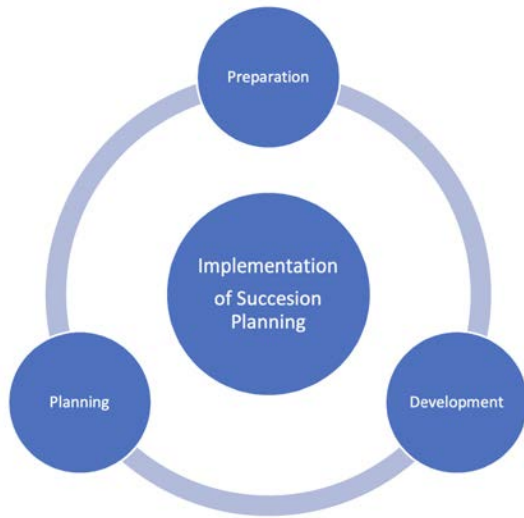 Preparation
Implementation
of Succesion
Planning
Planning
Development